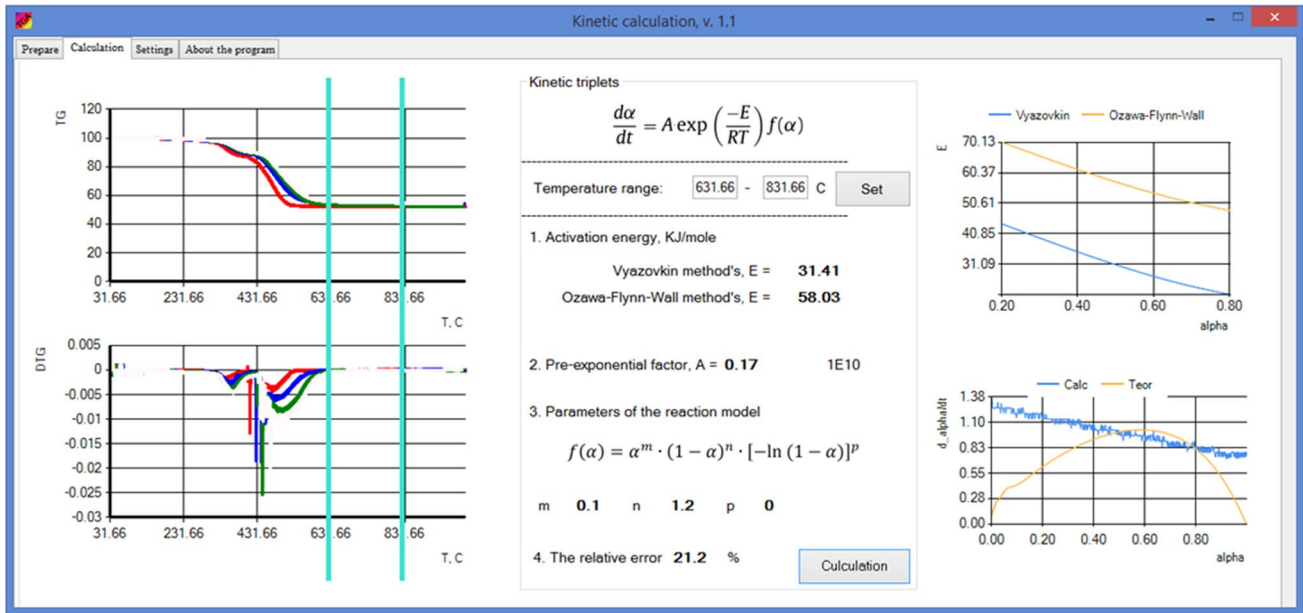 TGA
Kinetic calculation, v. 1.1
Prepare Calculation Settings About the program
TG
120
100
80
60
40
20
0
31.66 231.66 431.66 631.66 831.66
T, C
DTG
0.005
0
-0.005
-0.01
-0.015
-0.02
-0.025
-0.03
31.66 231.66 431.66 631.66 831.66
T, C
Kinetic triplets
dα/dt = A exp (−E/RT) f(α)
Temperature range: 631.66 - 831.66 C Set
1. Activation energy, KJ/mole
Vyazovkin method's, E = 31.41
Ozawa-Flynn-Wall method's, E = 58.03
2. Pre-exponential factor, A = 0.17 1E10
3. Parameters of the reaction model
f(α) = α^m · (1 − α)^n · [−ln (1 − α)]^p
m 0.1 n 1.2 p 0
4. The relative error 21.2 %
Culculation
Vyazovkin Ozawa-Flynn-Wall
E
70.13
60.37
50.61
40.85
31.09
0.20 0.40 0.60 0.80
alpha
Calc Teor
d_alpha/dt
1.38
1.10
0.83
0.55
0.28
0.00
0.00 0.20 0.40 0.60 0.80
alpha